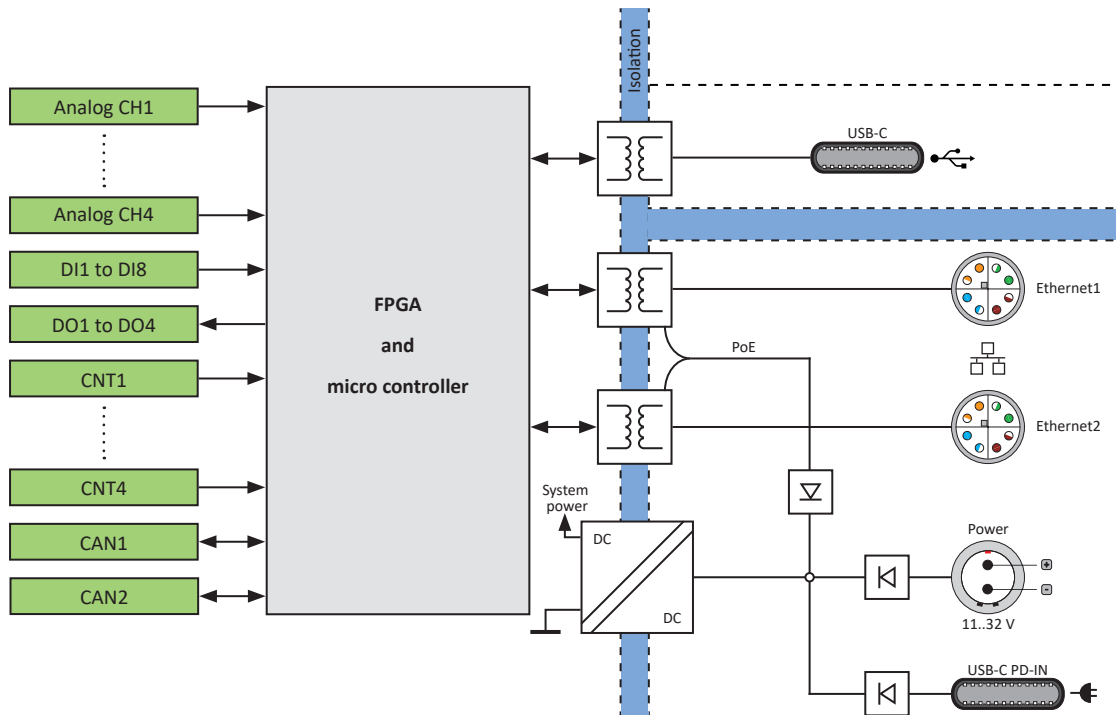 Isolation
Analog CH1
Analog CH4
DI1 to DI8
DO1 to DO4
CNT1
CNT4
CAN1
CAN2
FPGA
and
micro controller
USB-C
Ethernet1
PoE
Ethernet2
System
power
DC
DC
Power
+
-
11..32 V
USB-C PD-IN